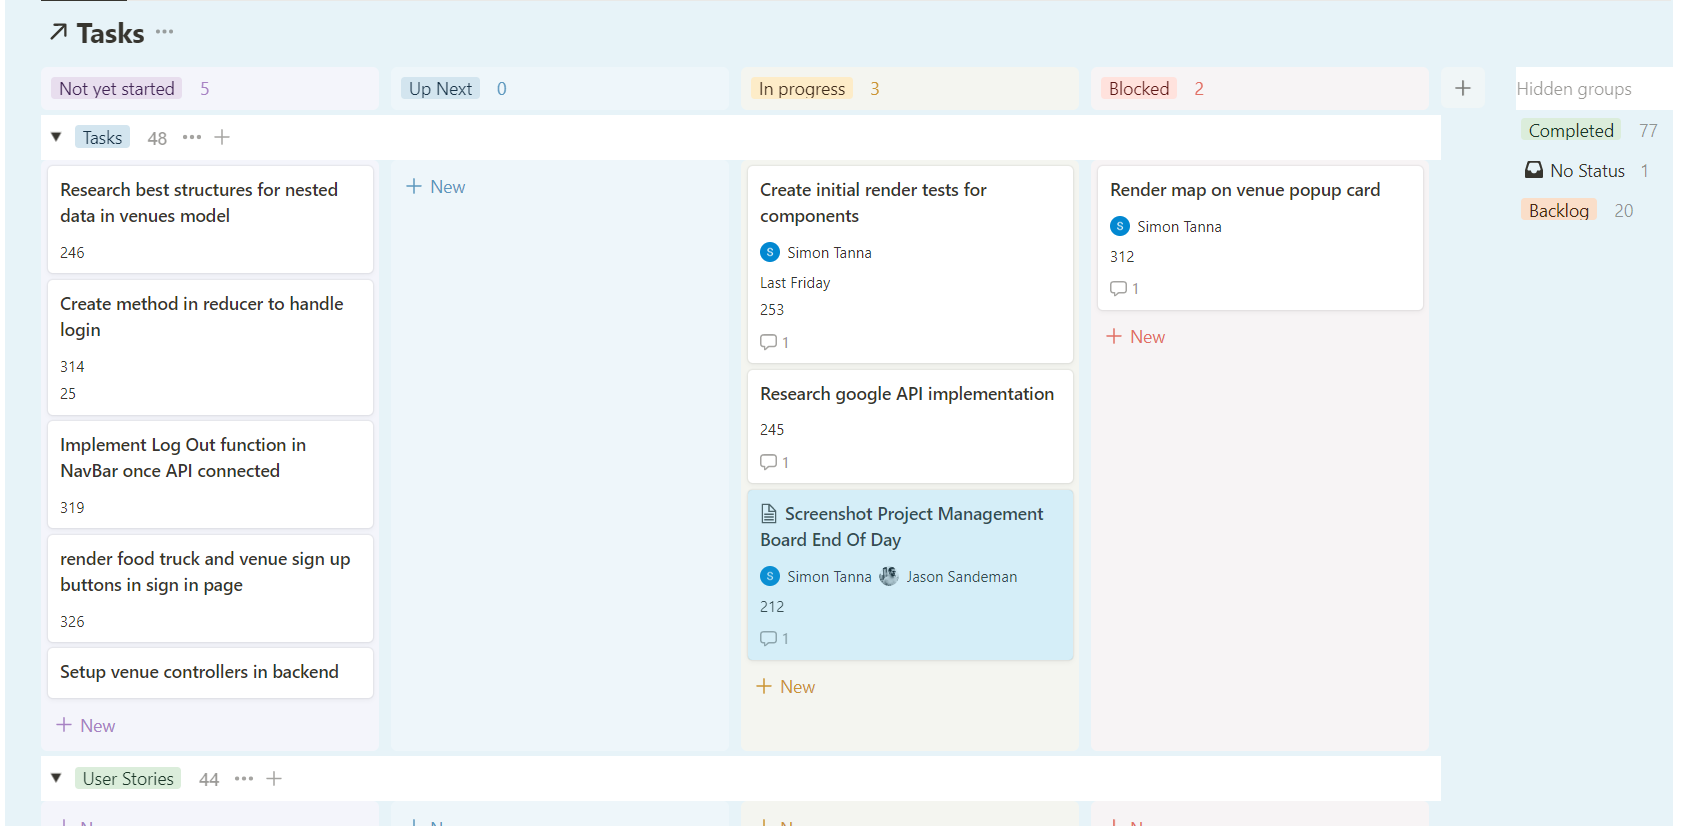 Tasks
Not yet started 5
Up Next 0
In progress 3
Blocked 2
Hidden groups
Completed 77
No Status 1
Backlog 20
Tasks 48
Research best structures for nested
data in venues model
246
Create method in reducer to handle
login
314
25
Implement Log Out function in
NavBar once API connected
319
render food truck and venue sign up
buttons in sign in page
326
Setup venue controllers in backend
New
New
Create initial render tests for
components
S Simon Tanna
Last Friday
253
1
Research google API implementation
245
1
Screenshot Project Management
Board End Of Day
S Simon Tanna Jason Sandeman
212
1
New
Render map on venue popup card
S Simon Tanna
312
1
New
User Stories 44